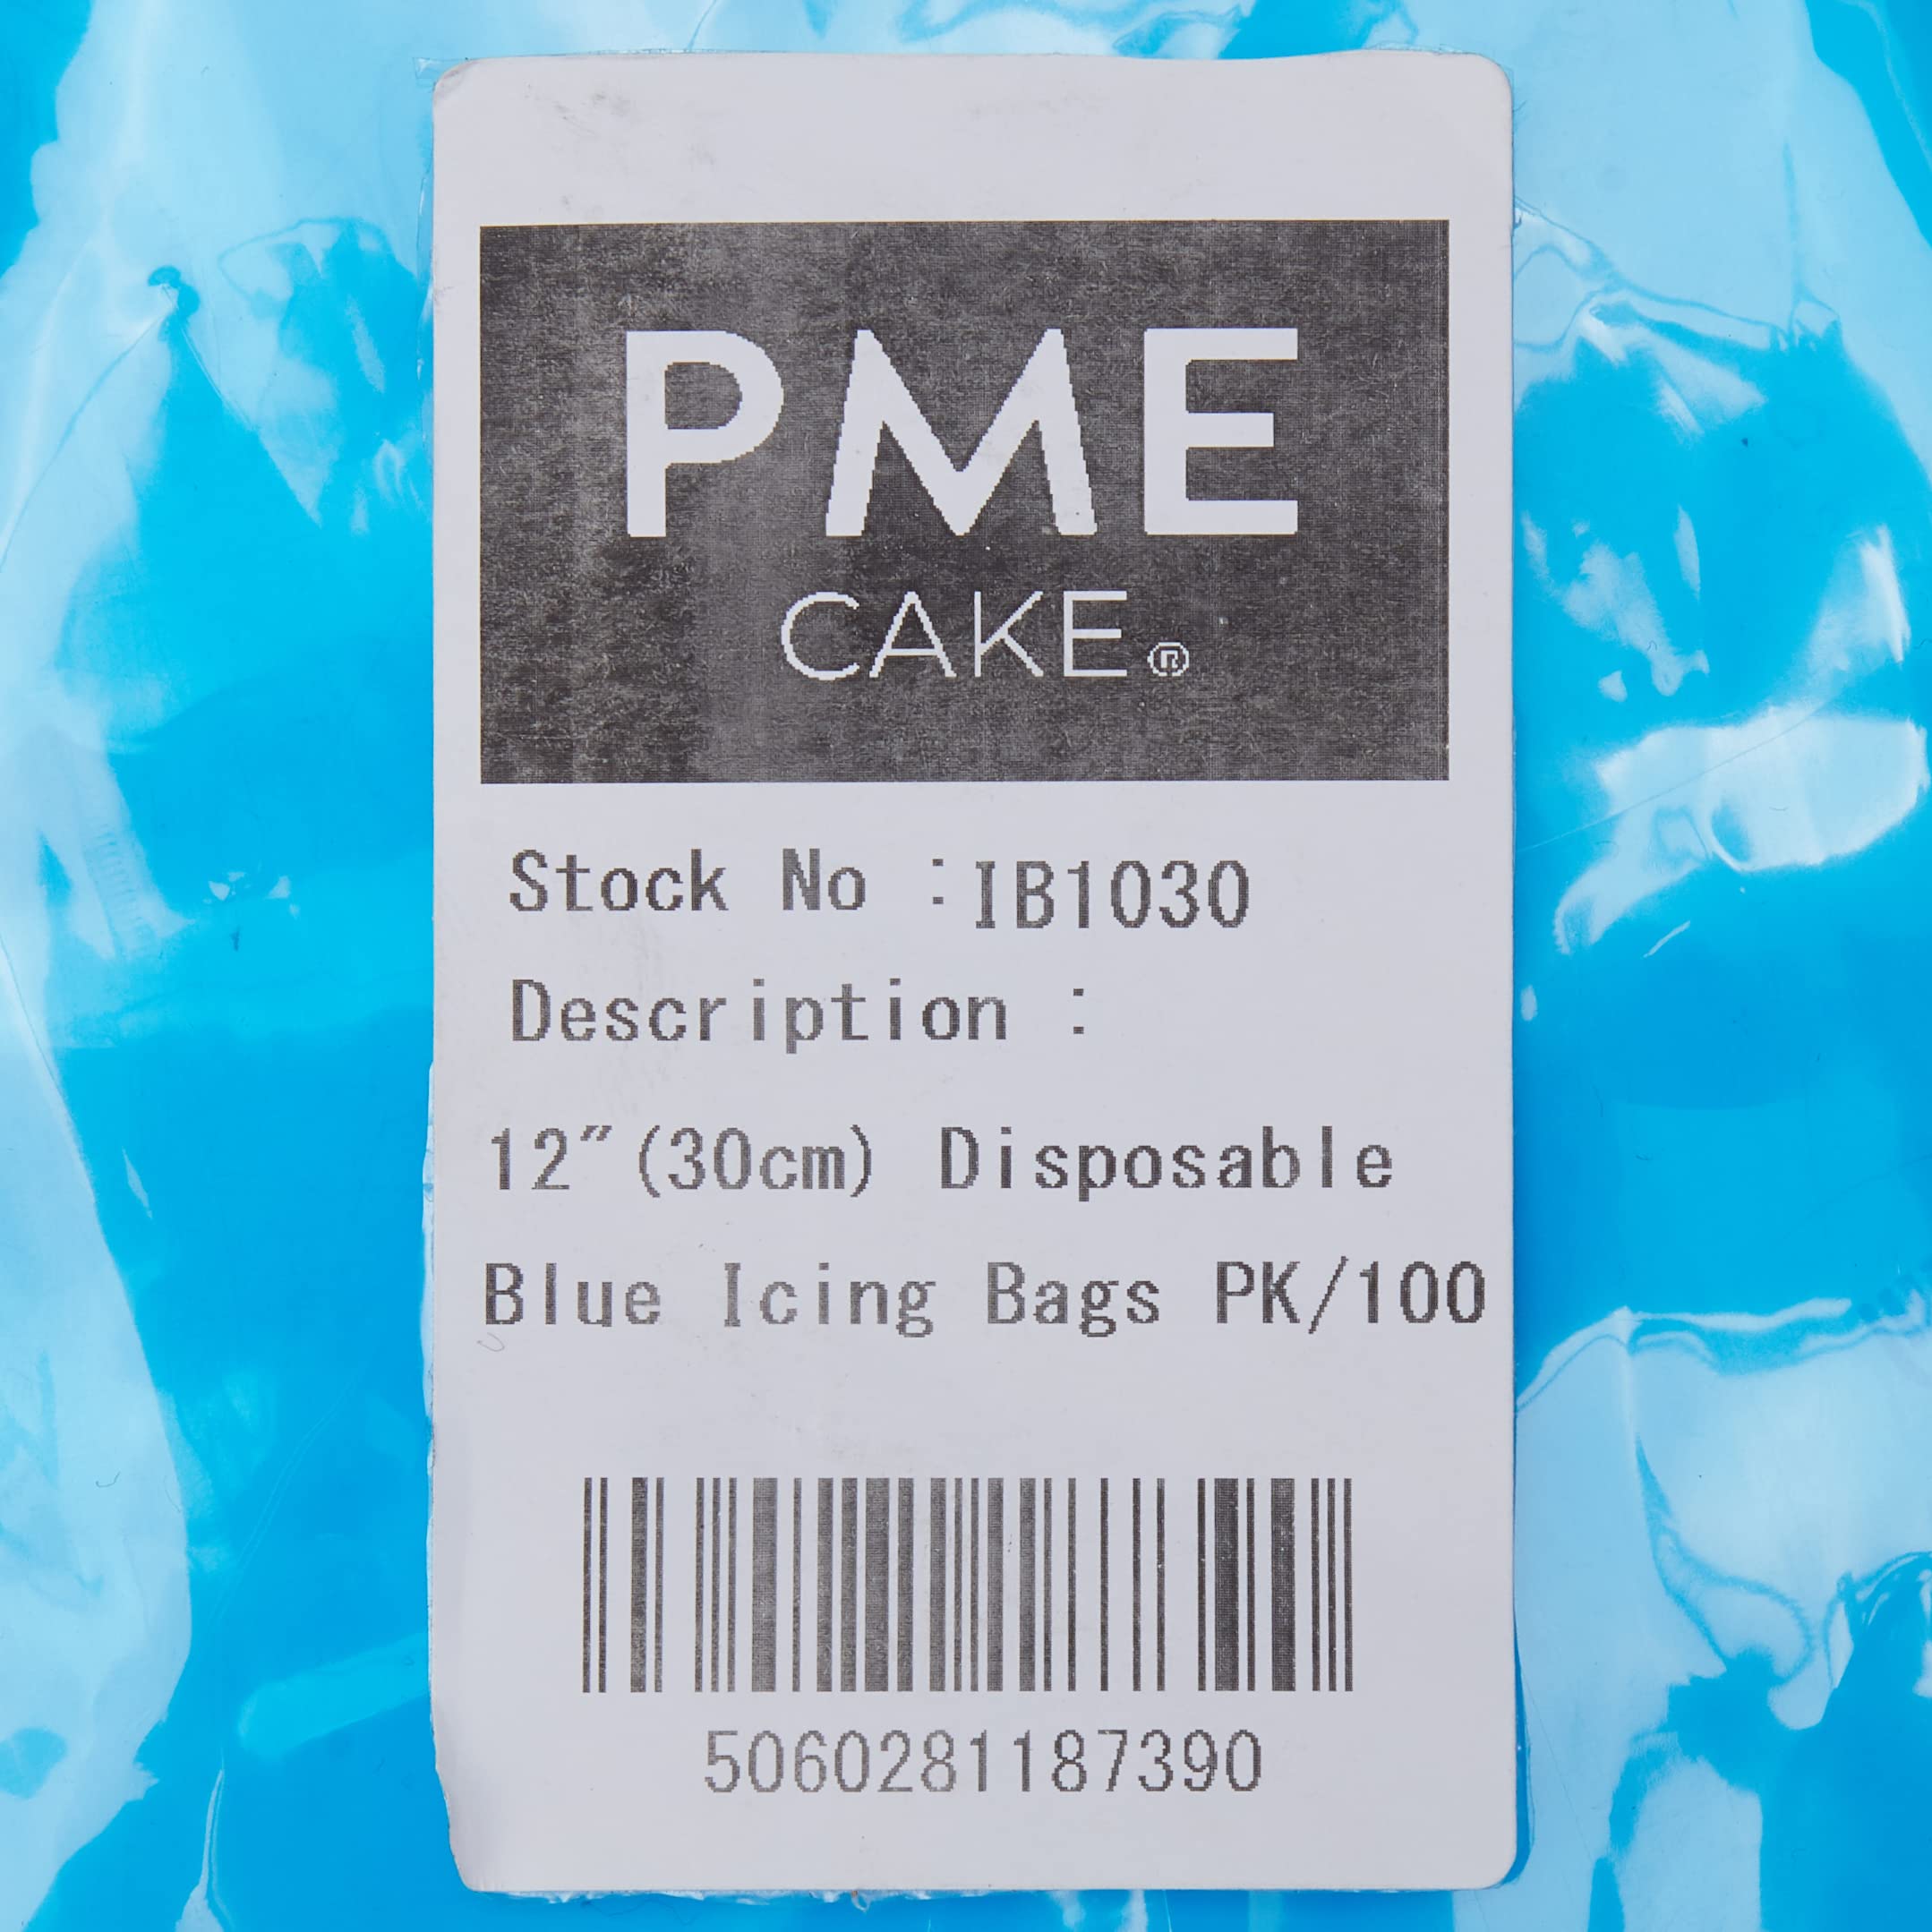 PME
CAKE®
Stock No :IB1030
Description :
12"(30cm) Disposable
Blue Icing Bags PK/100
5060281187390